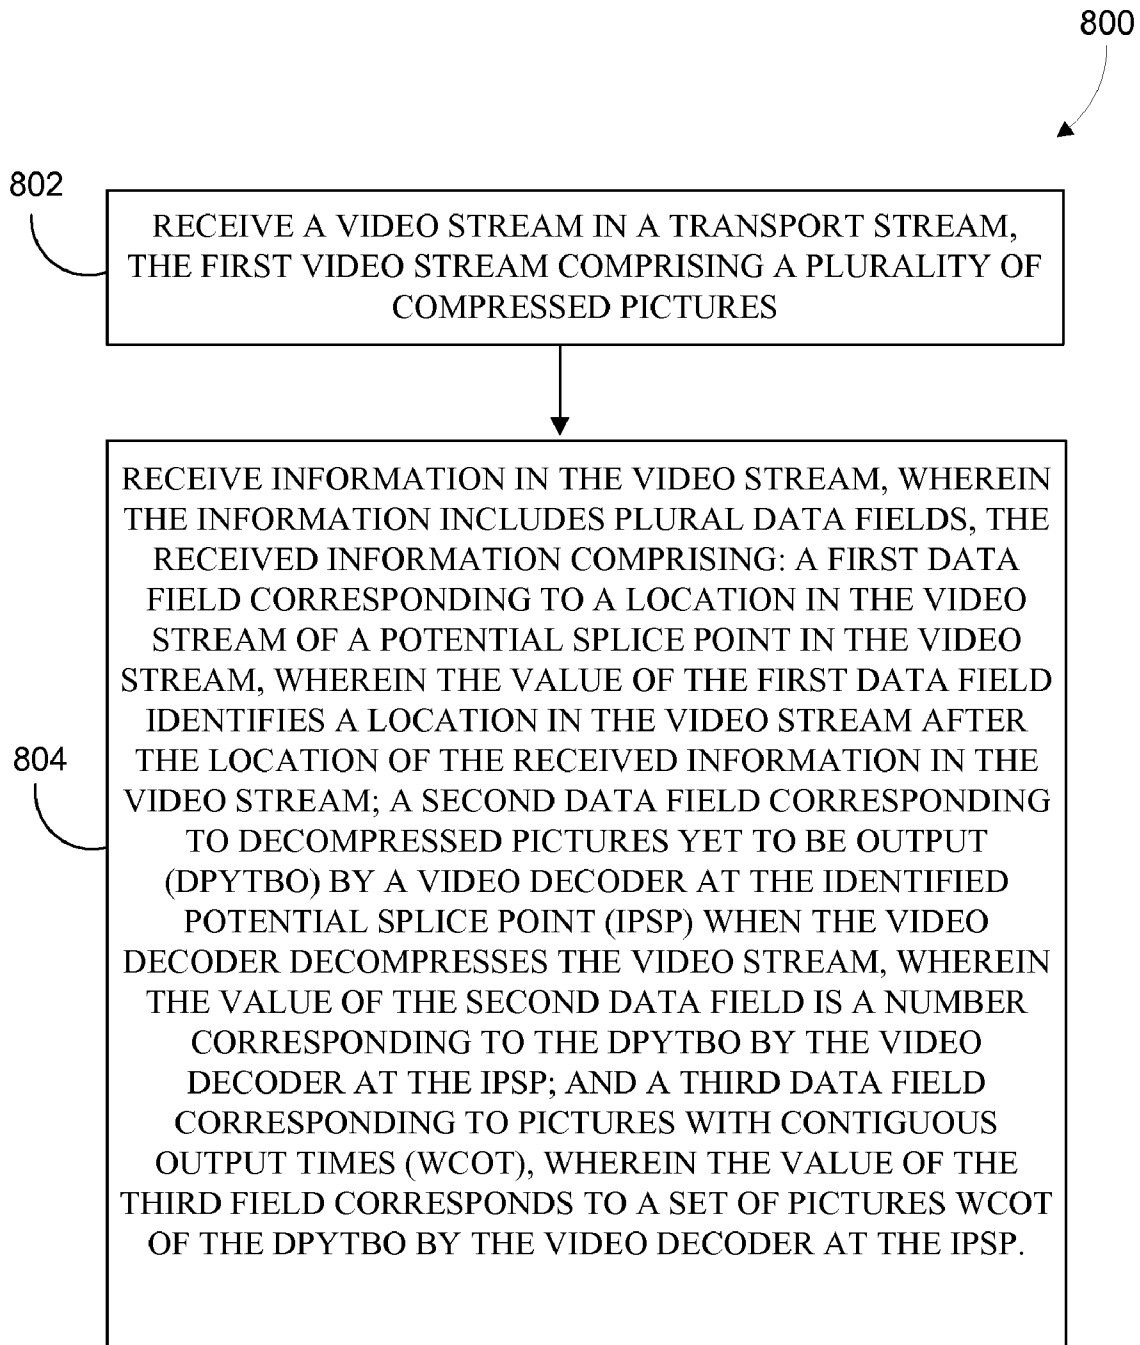 800
802
RECEIVE A VIDEO STREAM IN A TRANSPORT STREAM,
THE FIRST VIDEO STREAM COMPRISING A PLURALITY OF
COMPRESSED PICTURES
804
RECEIVE INFORMATION IN THE VIDEO STREAM, WHEREIN
THE INFORMATION INCLUDES PLURAL DATA FIELDS, THE
RECEIVED INFORMATION COMPRISING: A FIRST DATA
FIELD CORRESPONDING TO A LOCATION IN THE VIDEO
STREAM OF A POTENTIAL SPLICE POINT IN THE VIDEO
STREAM, WHEREIN THE VALUE OF THE FIRST DATA FIELD
IDENTIFIES A LOCATION IN THE VIDEO STREAM AFTER
THE LOCATION OF THE RECEIVED INFORMATION IN THE
VIDEO STREAM; A SECOND DATA FIELD CORRESPONDING
TO DECOMPRESSED PICTURES YET TO BE OUTPUT
(DPYTBO) BY A VIDEO DECODER AT THE IDENTIFIED
POTENTIAL SPLICE POINT (IPSP) WHEN THE VIDEO
DECODER DECOMPRESSES THE VIDEO STREAM, WHEREIN
THE VALUE OF THE SECOND DATA FIELD IS A NUMBER
CORRESPONDING TO THE DPYTBO BY THE VIDEO
DECODER AT THE IPSP; AND A THIRD DATA FIELD
CORRESPONDING TO PICTURES WITH CONTIGUOUS
OUTPUT TIMES (WCOT), WHEREIN THE VALUE OF THE
THIRD FIELD CORRESPONDS TO A SET OF PICTURES WCOT
OF THE DPYTBO BY THE VIDEO DECODER AT THE IPSP.